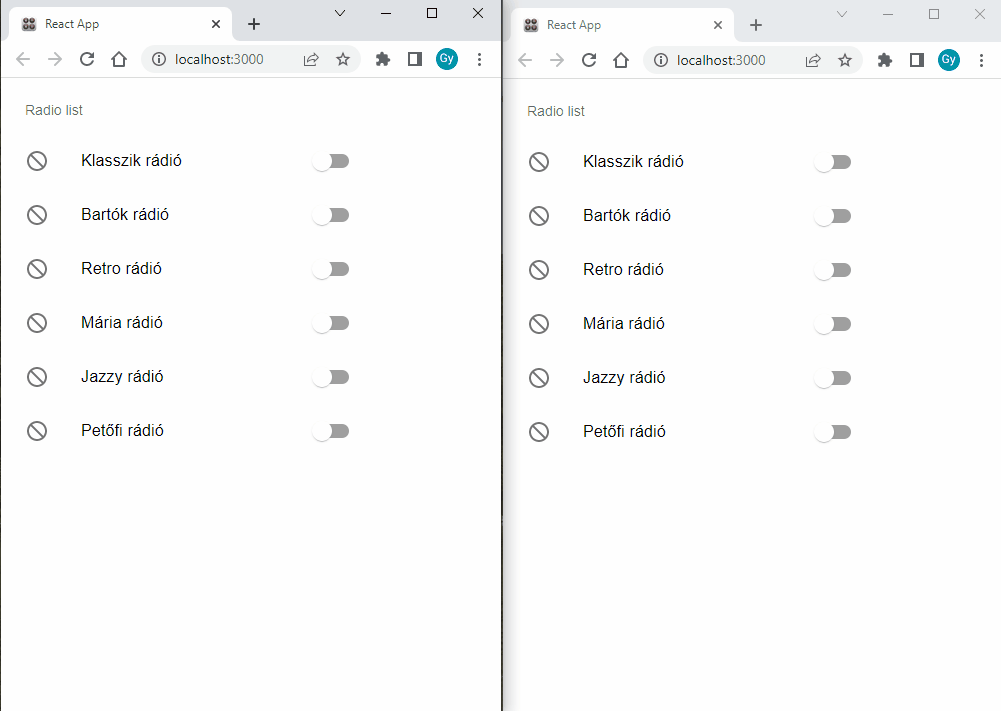 React App
localhost:3000
Gy
Radio list
Klasszik rádió
Bartók rádió
Retro rádió
Mária rádió
Jazzy rádió
Petőfi rádió
React App
localhost:3000
Gy
Radio list
Klasszik rádió
Bartók rádió
Retro rádió
Mária rádió
Jazzy rádió
Petőfi rádió